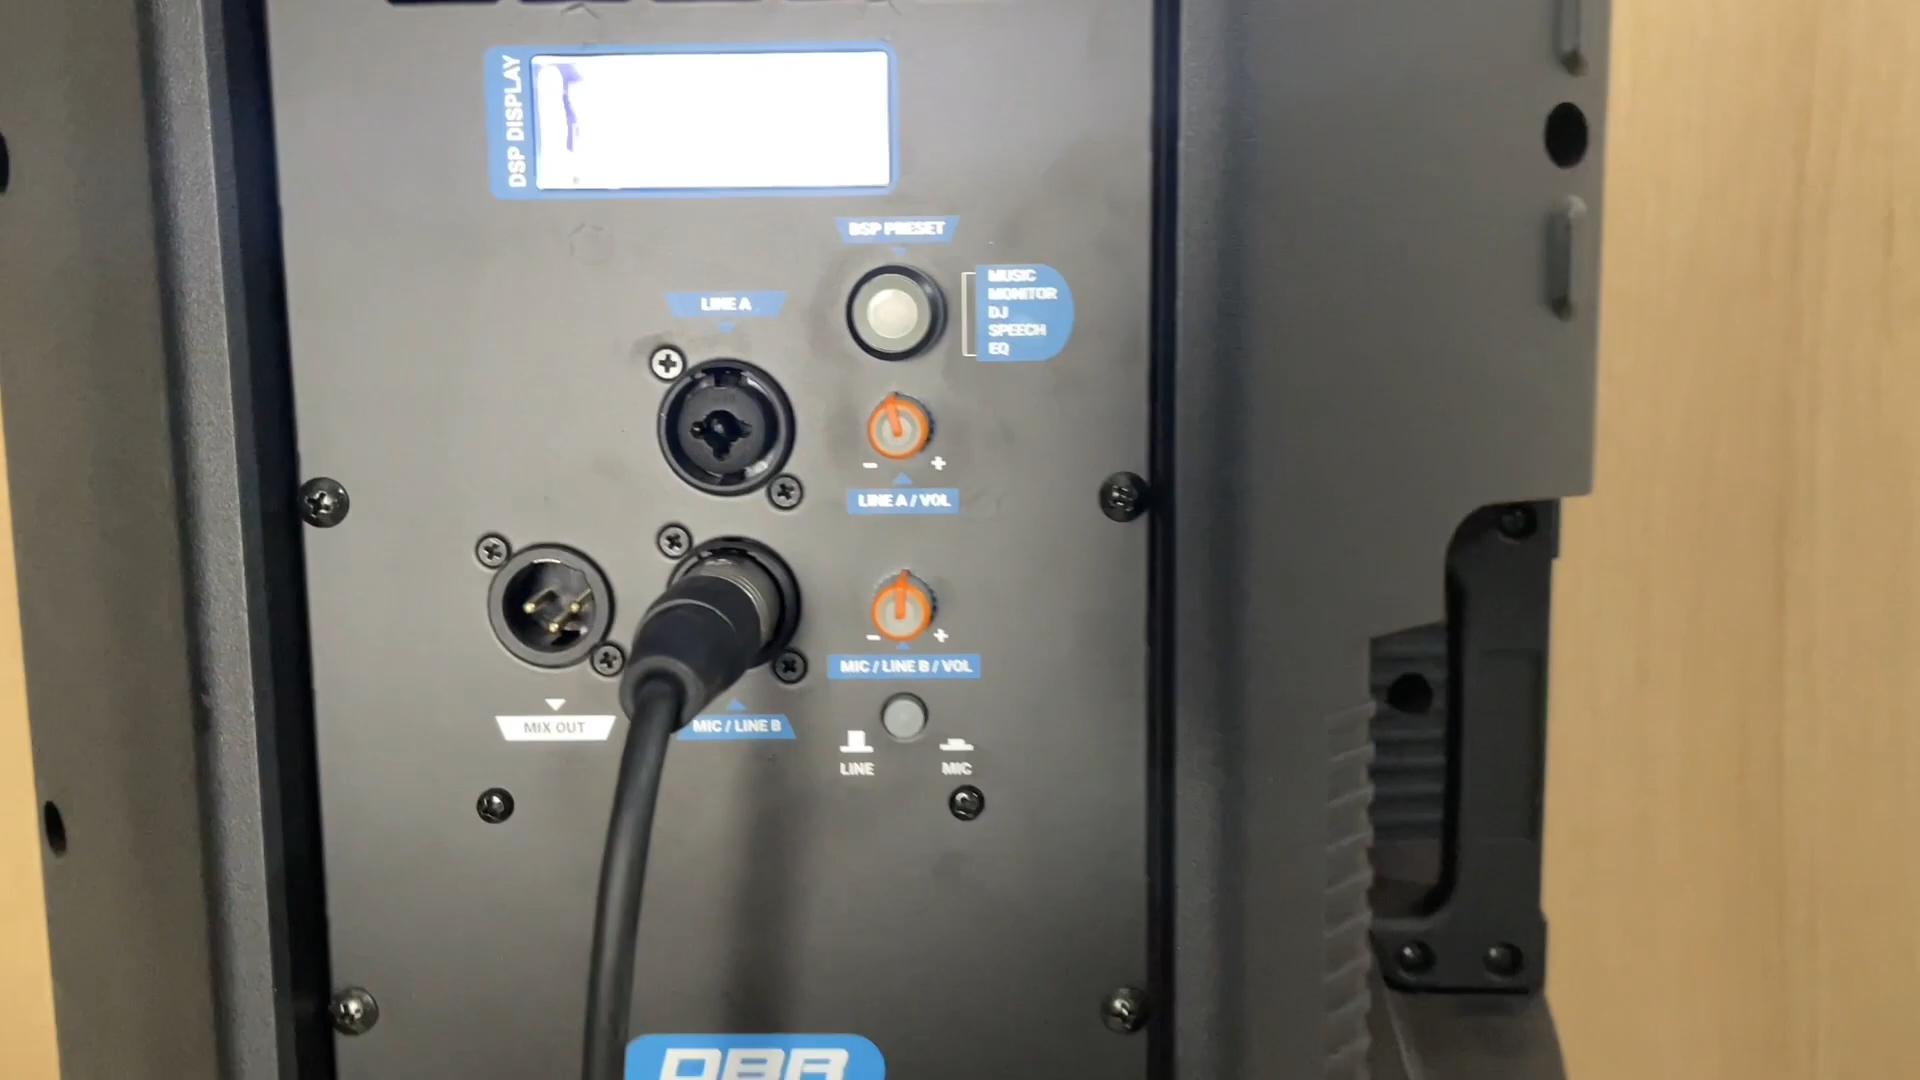 DSP DISPLAY
DSP PRESET
MUSIC
MONITOR
DJ
SPEECH
EQ
LINE A
- +
LINE A / VOL
- +
MIC / LINE B / VOL
MIX OUT
MIC / LINE B
LINE
MIC
DBR